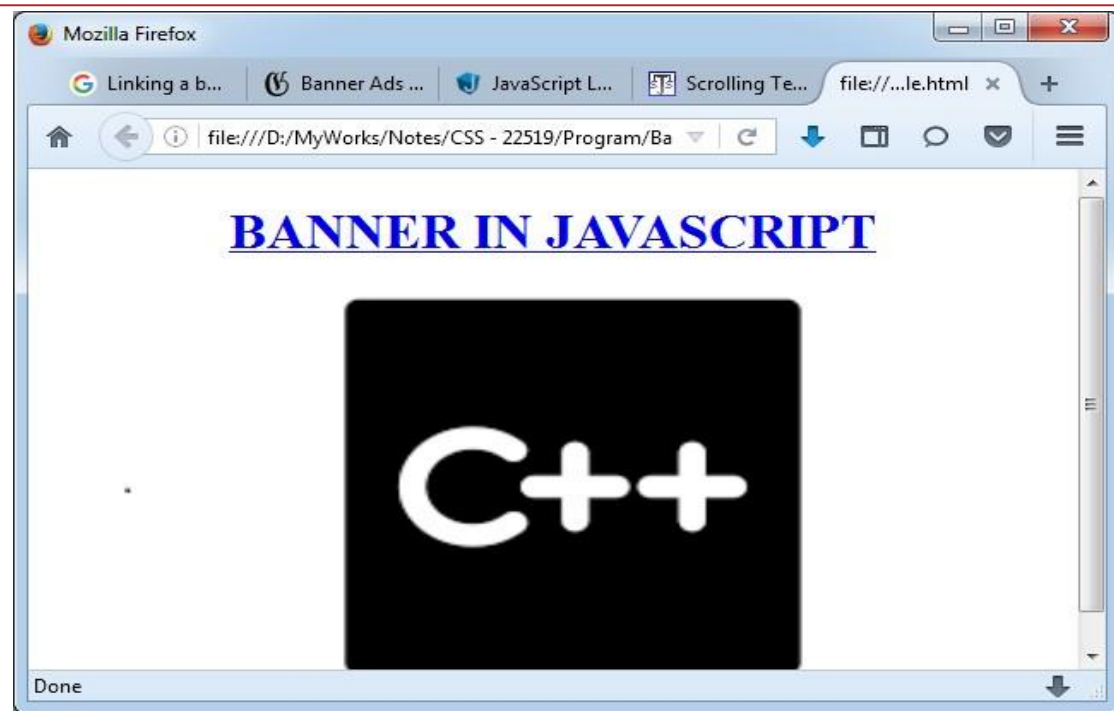 Mozilla Firefox
Linking a b... Banner Ads ... JavaScript L... Scrolling Te... file://...le.html
file:///D:/MyWorks/Notes/CSS - 22519/Program/Ba
BANNER IN JAVASCRIPT
C++
Done